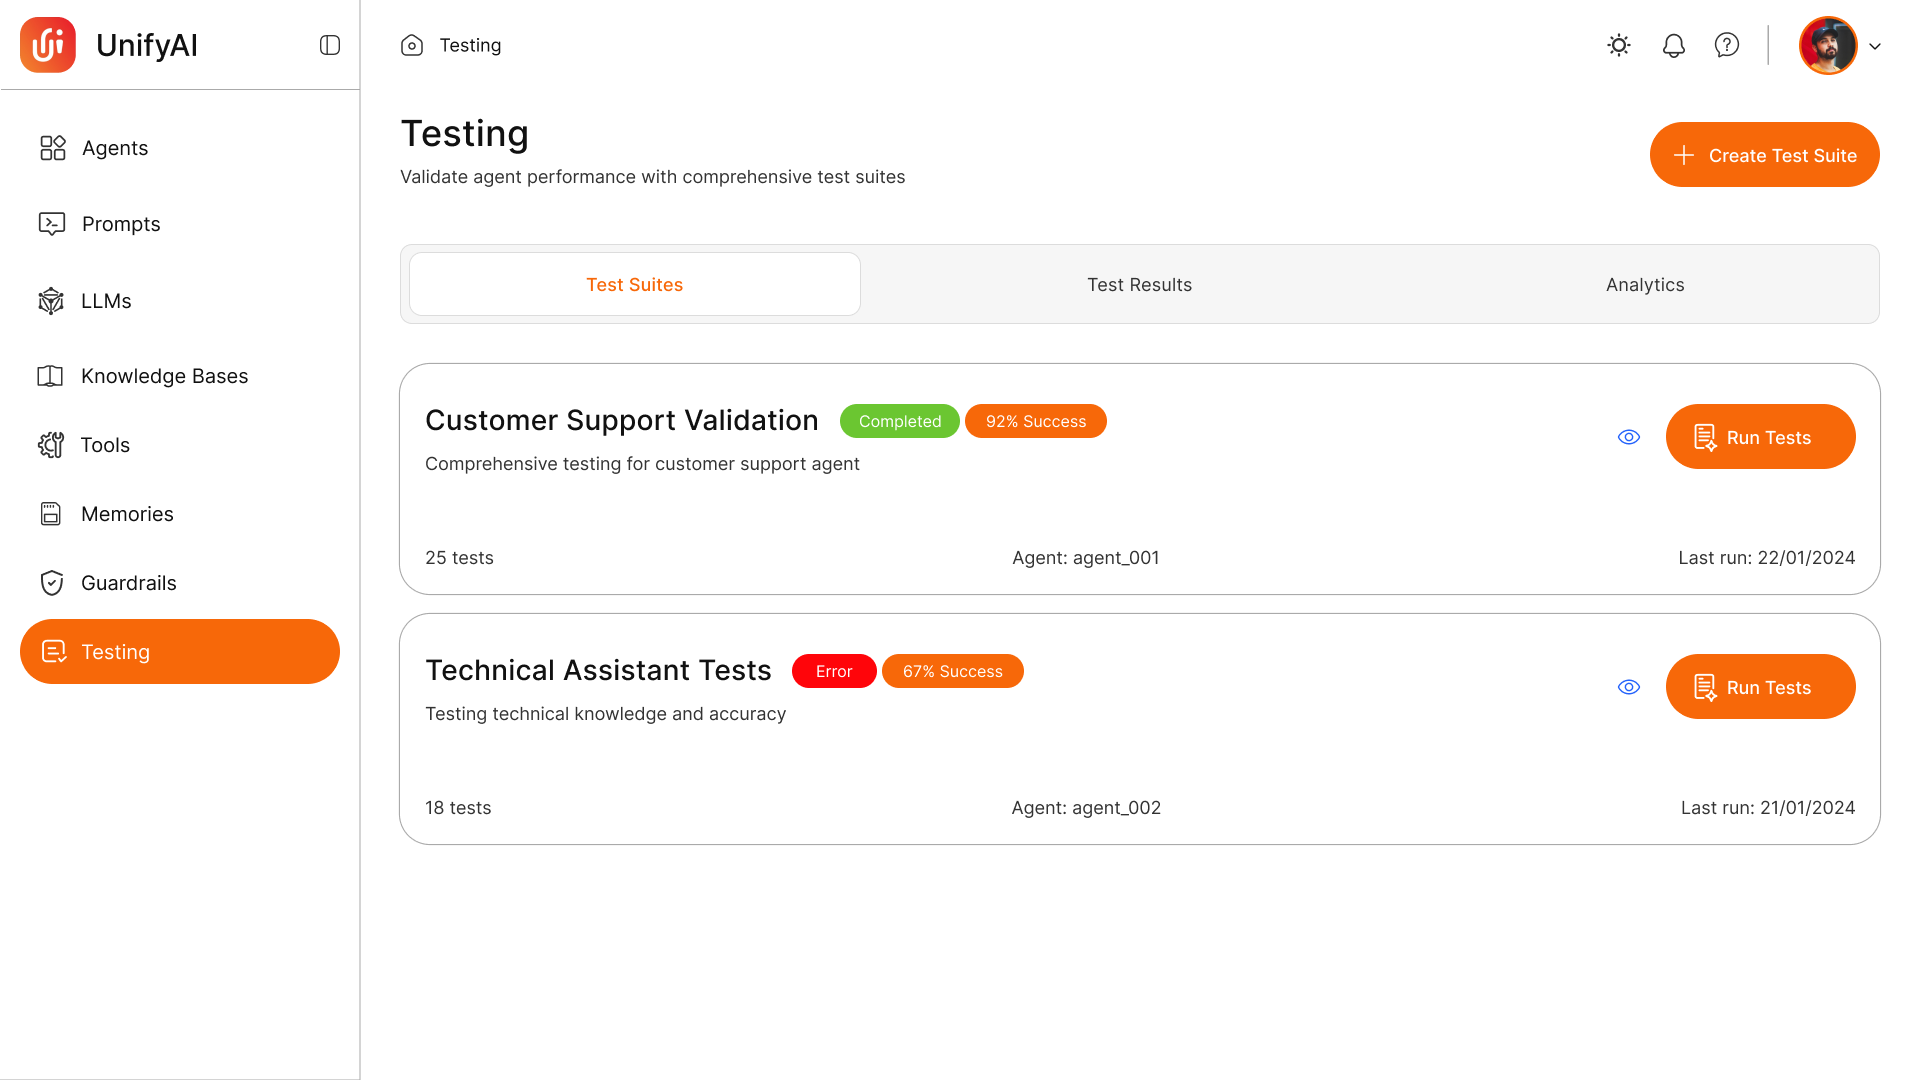 UnifyAI
Testing
Agents
Prompts
LLMs
Knowledge Bases
Tools
Memories
Guardrails
Testing
Testing
Validate agent performance with comprehensive test suites
Create Test Suite
Test Suites
Test Results
Analytics
Customer Support Validation
Completed
92% Success
Comprehensive testing for customer support agent
Run Tests
25 tests
Agent: agent_001
Last run: 22/01/2024
Technical Assistant Tests
Error
67% Success
Testing technical knowledge and accuracy
Run Tests
18 tests
Agent: agent_002
Last run: 21/01/2024